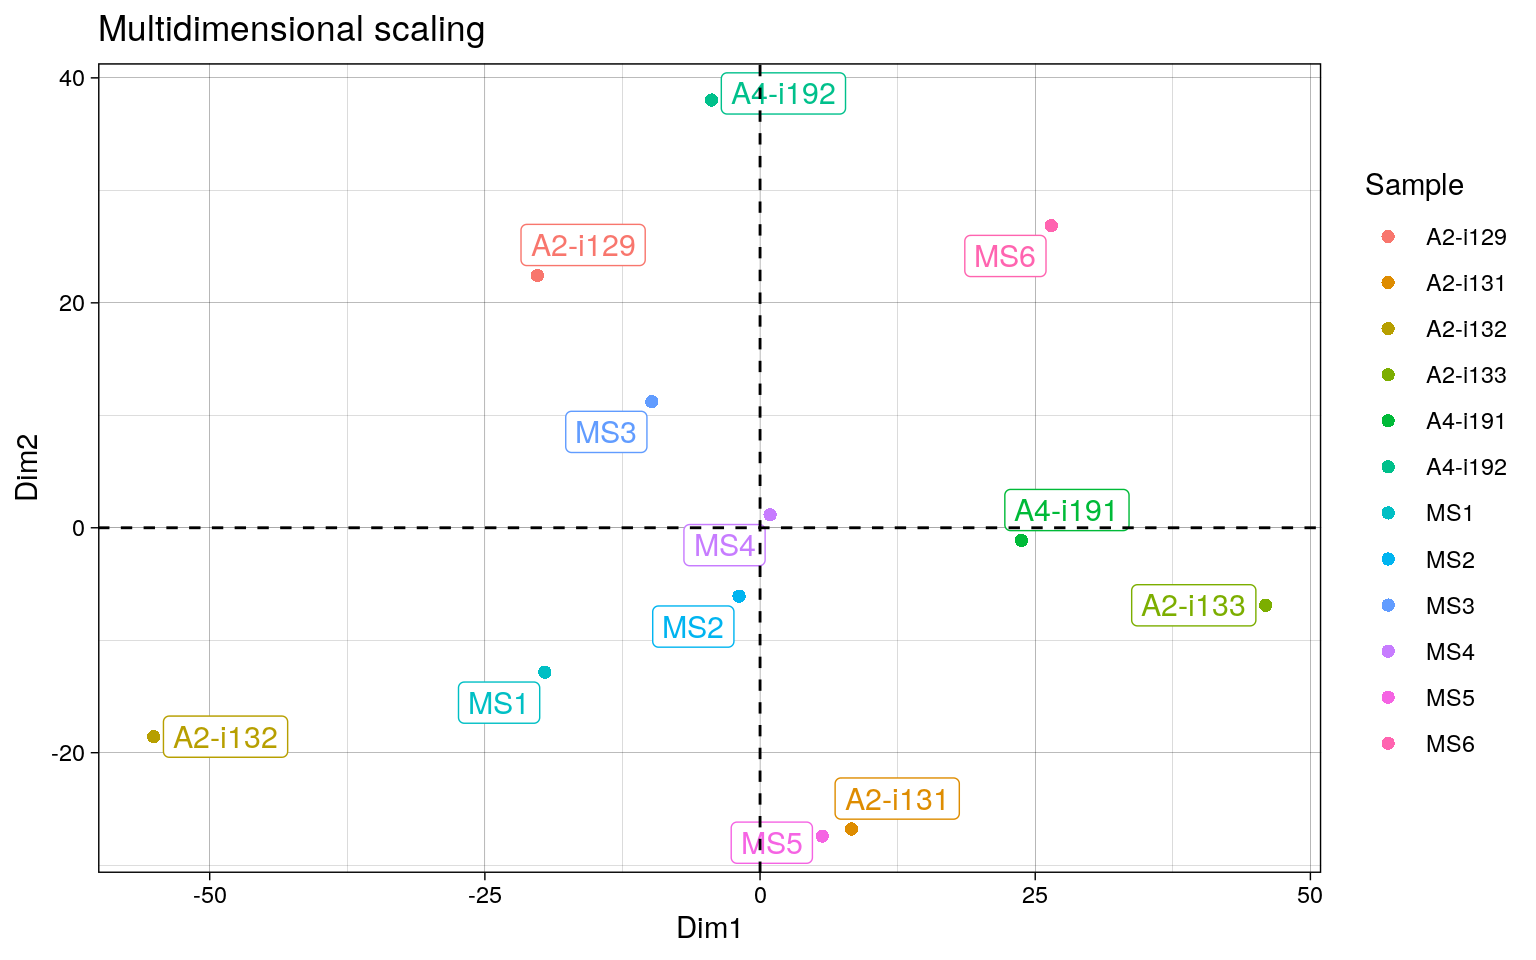 Multidimensional scaling
40
20
0
-20
Dim2
A4-i192
A2-i129
MS6
MS3
A4-i191
MS4
A2-i133
MS2
MS1
A2-i132
A2-i131
MS5
-50
-25
0
25
50
Dim1
Sample
A2-i129
A2-i131
A2-i132
A2-i133
A4-i191
A4-i192
MS1
MS2
MS3
MS4
MS5
MS6